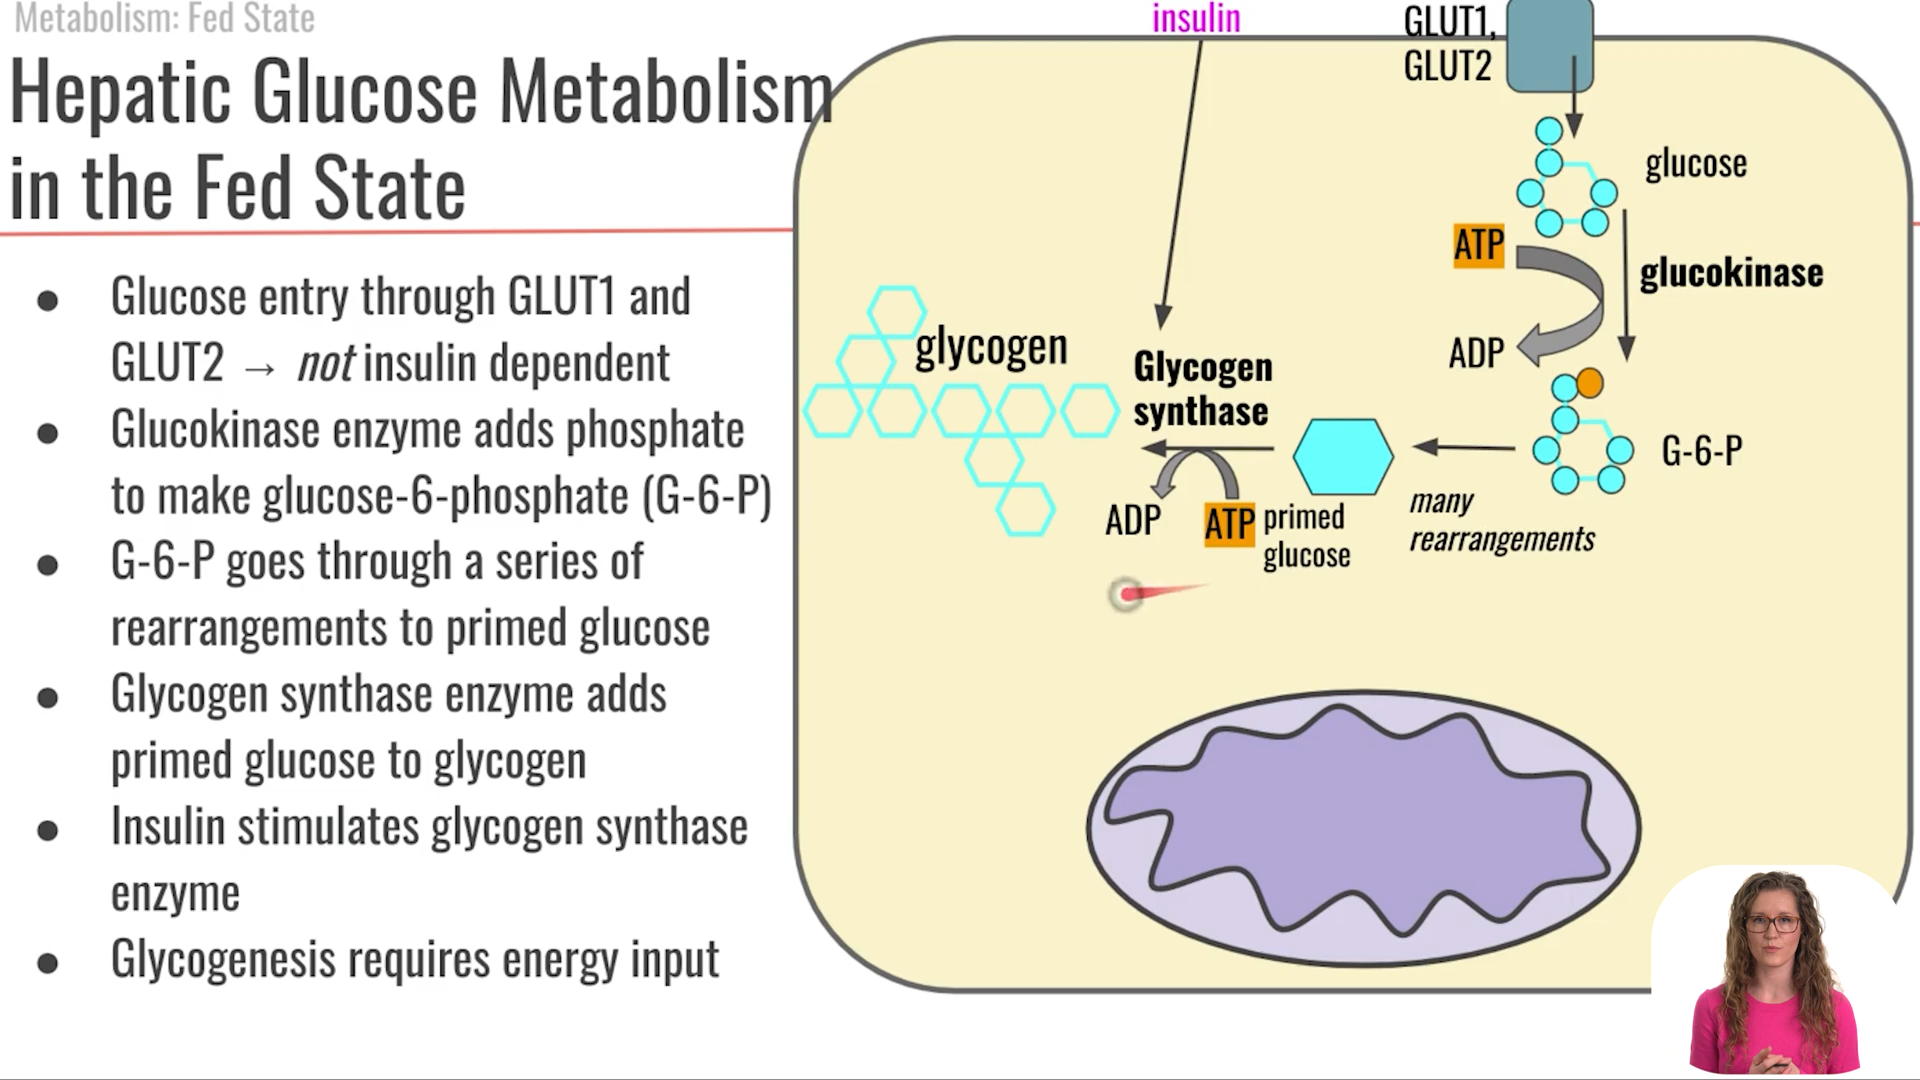 Metabolism: Fed State
Hepatic Glucose Metabolism
in the Fed State
● Glucose entry through GLUT1 and
GLUT2 → not insulin dependent
● Glucokinase enzyme adds phosphate
to make glucose-6-phosphate (G-6-P)
● G-6-P goes through a series of
rearrangements to primed glucose
● Glycogen synthase enzyme adds
primed glucose to glycogen
● Insulin stimulates glycogen synthase
enzyme
● Glycogenesis requires energy input
insulin
GLUT1,
GLUT2
glucose
ATP
glucokinase
ADP
G-6-P
many
rearrangements
primed
glucose
Glycogen
synthase
ATP
ADP
glycogen